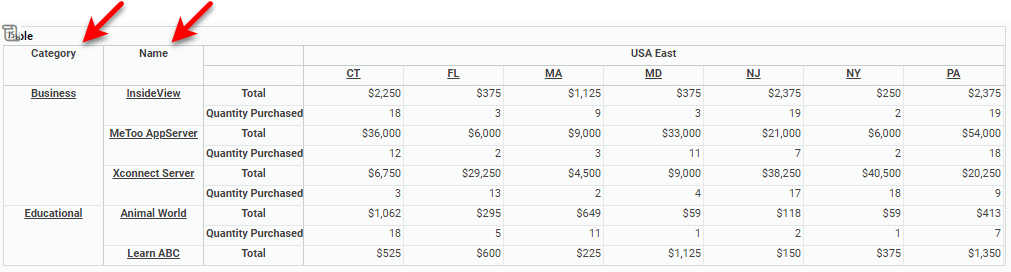 JS ble
Category Name USA East
CT FL MA MD NJ NY PA
Business InsideView Total $2,250 $375 $1,125 $375 $2,375 $250 $2,375
Quantity Purchased 18 3 9 3 19 2 19
MeToo AppServer Total $36,000 $6,000 $9,000 $33,000 $21,000 $6,000 $54,000
Quantity Purchased 12 2 3 11 7 2 18
Xconnect Server Total $6,750 $29,250 $4,500 $9,000 $38,250 $40,500 $20,250
Quantity Purchased 3 13 2 4 17 18 9
Educational Animal World Total $1,062 $295 $649 $59 $118 $59 $413
Quantity Purchased 18 5 11 1 2 1 7
Learn ABC Total $525 $600 $225 $1,125 $150 $375 $1,350